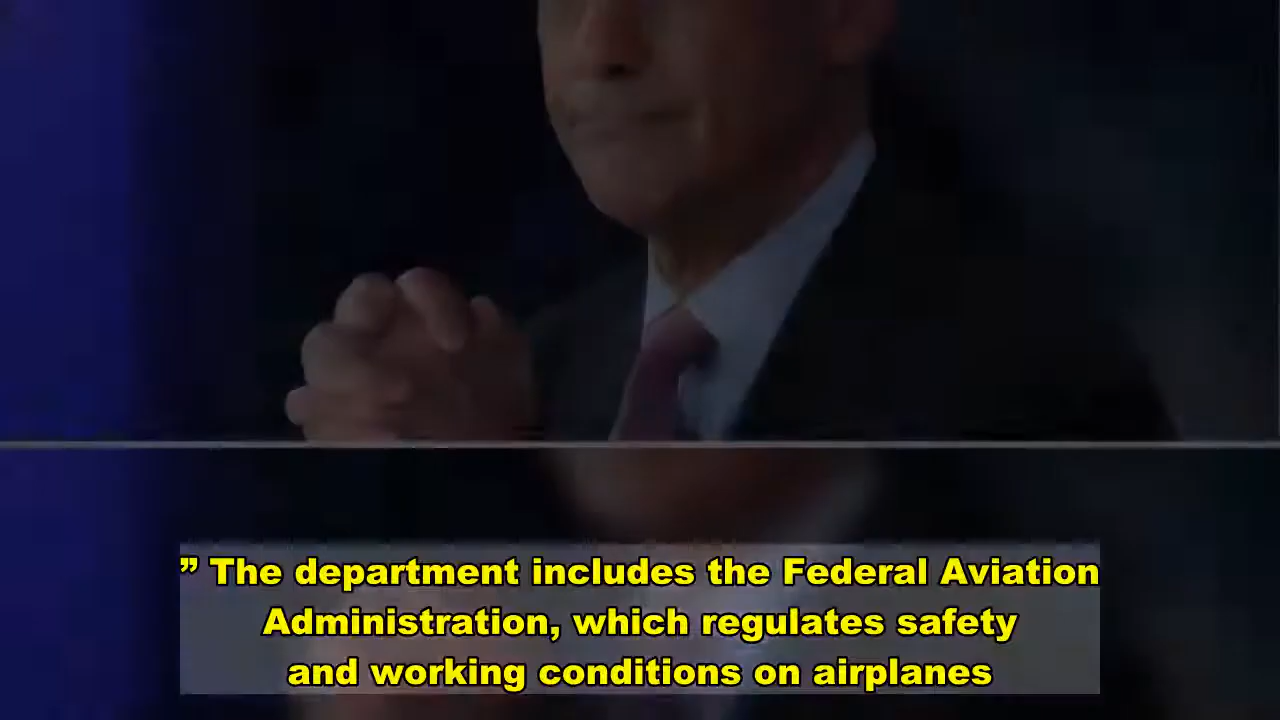 ” The department includes the Federal Aviation
Administration, which regulates safety
and working conditions on airplanes